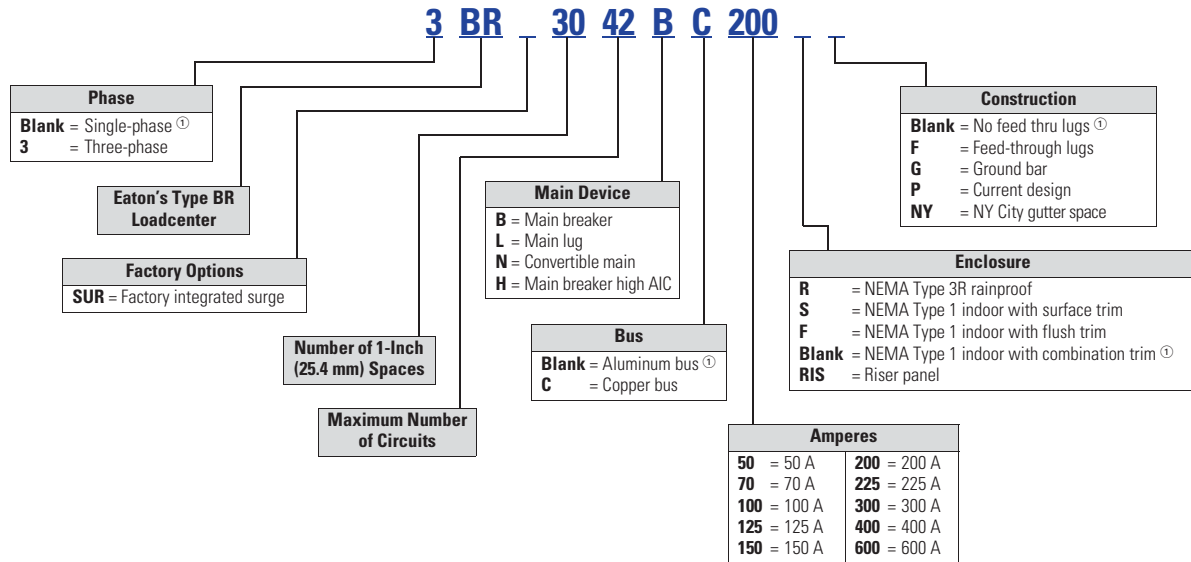 3 BR _ 30 42 B C 200 _ _
Phase
Blank = Single-phase ①
3 = Three-phase
Eaton's Type BR
Loadcenter
Factory Options
SUR = Factory integrated surge
Number of 1-Inch
(25.4 mm) Spaces
Maximum Number
of Circuits
Main Device
B = Main breaker
L = Main lug
N = Convertible main
H = Main breaker high AIC
Bus
Blank = Aluminum bus ①
C = Copper bus
Amperes
50 = 50 A 200 = 200 A
70 = 70 A 225 = 225 A
100 = 100 A 300 = 300 A
125 = 125 A 400 = 400 A
150 = 150 A 600 = 600 A
Enclosure
R = NEMA Type 3R rainproof
S = NEMA Type 1 indoor with surface trim
F = NEMA Type 1 indoor with flush trim
Blank = NEMA Type 1 indoor with combination trim ①
RIS = Riser panel
Construction
Blank = No feed thru lugs ①
F = Feed-through lugs
G = Ground bar
P = Current design
NY = NY City gutter space